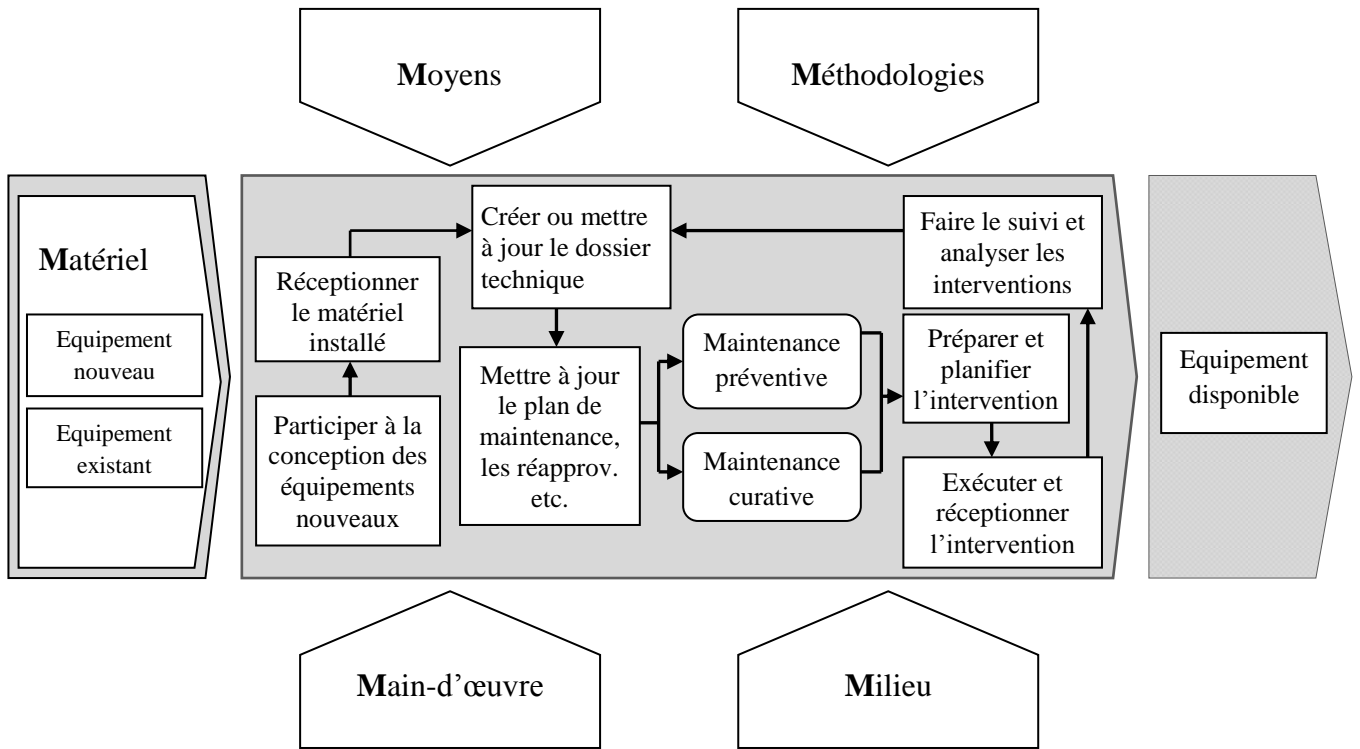 Moyens
Méthodologies
Matériel
Equipement
nouveau
Equipement
existant
Réceptionner
le matériel
installé
Participer à la
conception des
équipements
nouveaux
Créer ou mettre
à jour le dossier
technique
Mettre à jour
le plan de
maintenance,
les réapprov.
etc.
Maintenance
préventive
Maintenance
curative
Faire le suivi et
analyser les
interventions
Préparer et
planifier
l’intervention
Exécuter et
réceptionner
l’intervention
Equipement
disponible
Main-d’œuvre
Milieu